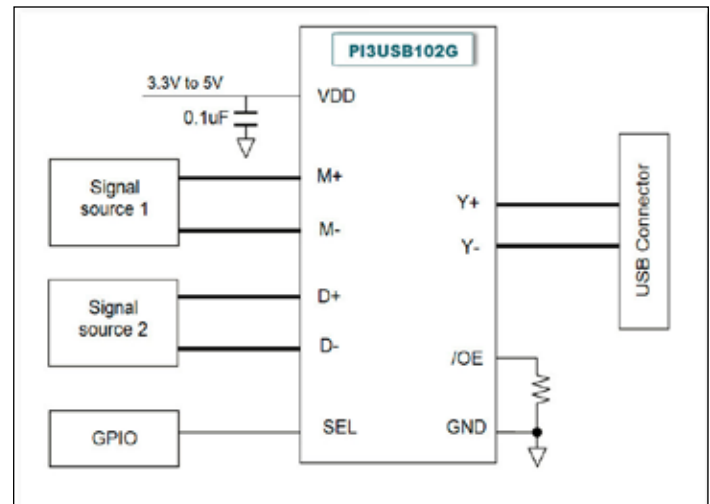 PI3USB102G
3.3V to 5V
VDD
0.1uF
Signal
source 1
M+
M-
Y+
Y-
USB Connector
Signal
source 2
D+
D-
/OE
GPIO
SEL
GND